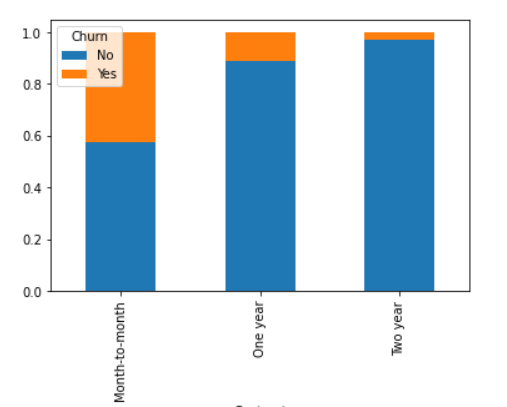 Churn
No
Yes
1.0
0.8
0.6
0.4
0.2
0.0
Month-to-month
One year
Two year